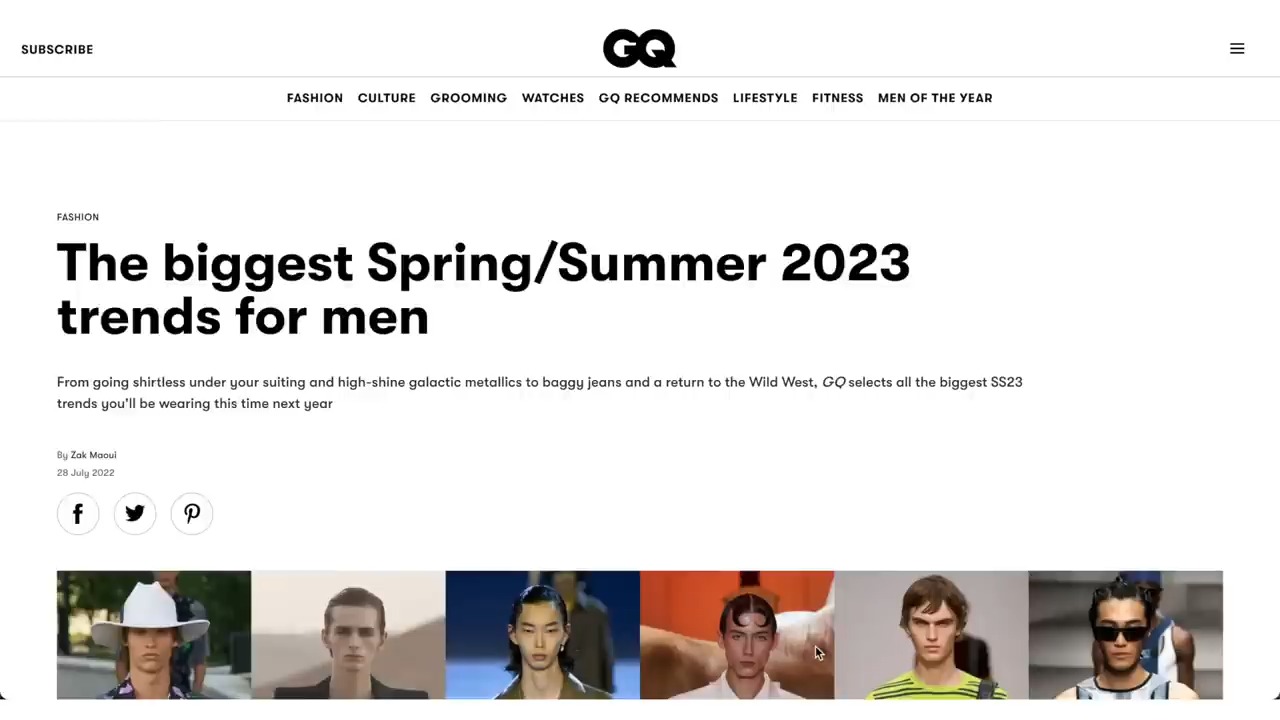 SUBSCRIBE
GQ
FASHION CULTURE GROOMING WATCHES GQ RECOMMENDS LIFESTYLE FITNESS MEN OF THE YEAR
FASHION
The biggest Spring/Summer 2023
trends for men
From going shirtless under your suiting and high-shine galactic metallics to baggy jeans and a return to the Wild West, GQ selects all the biggest SS23
trends you'll be wearing this time next year
By Zak Maoui
28 July 2022